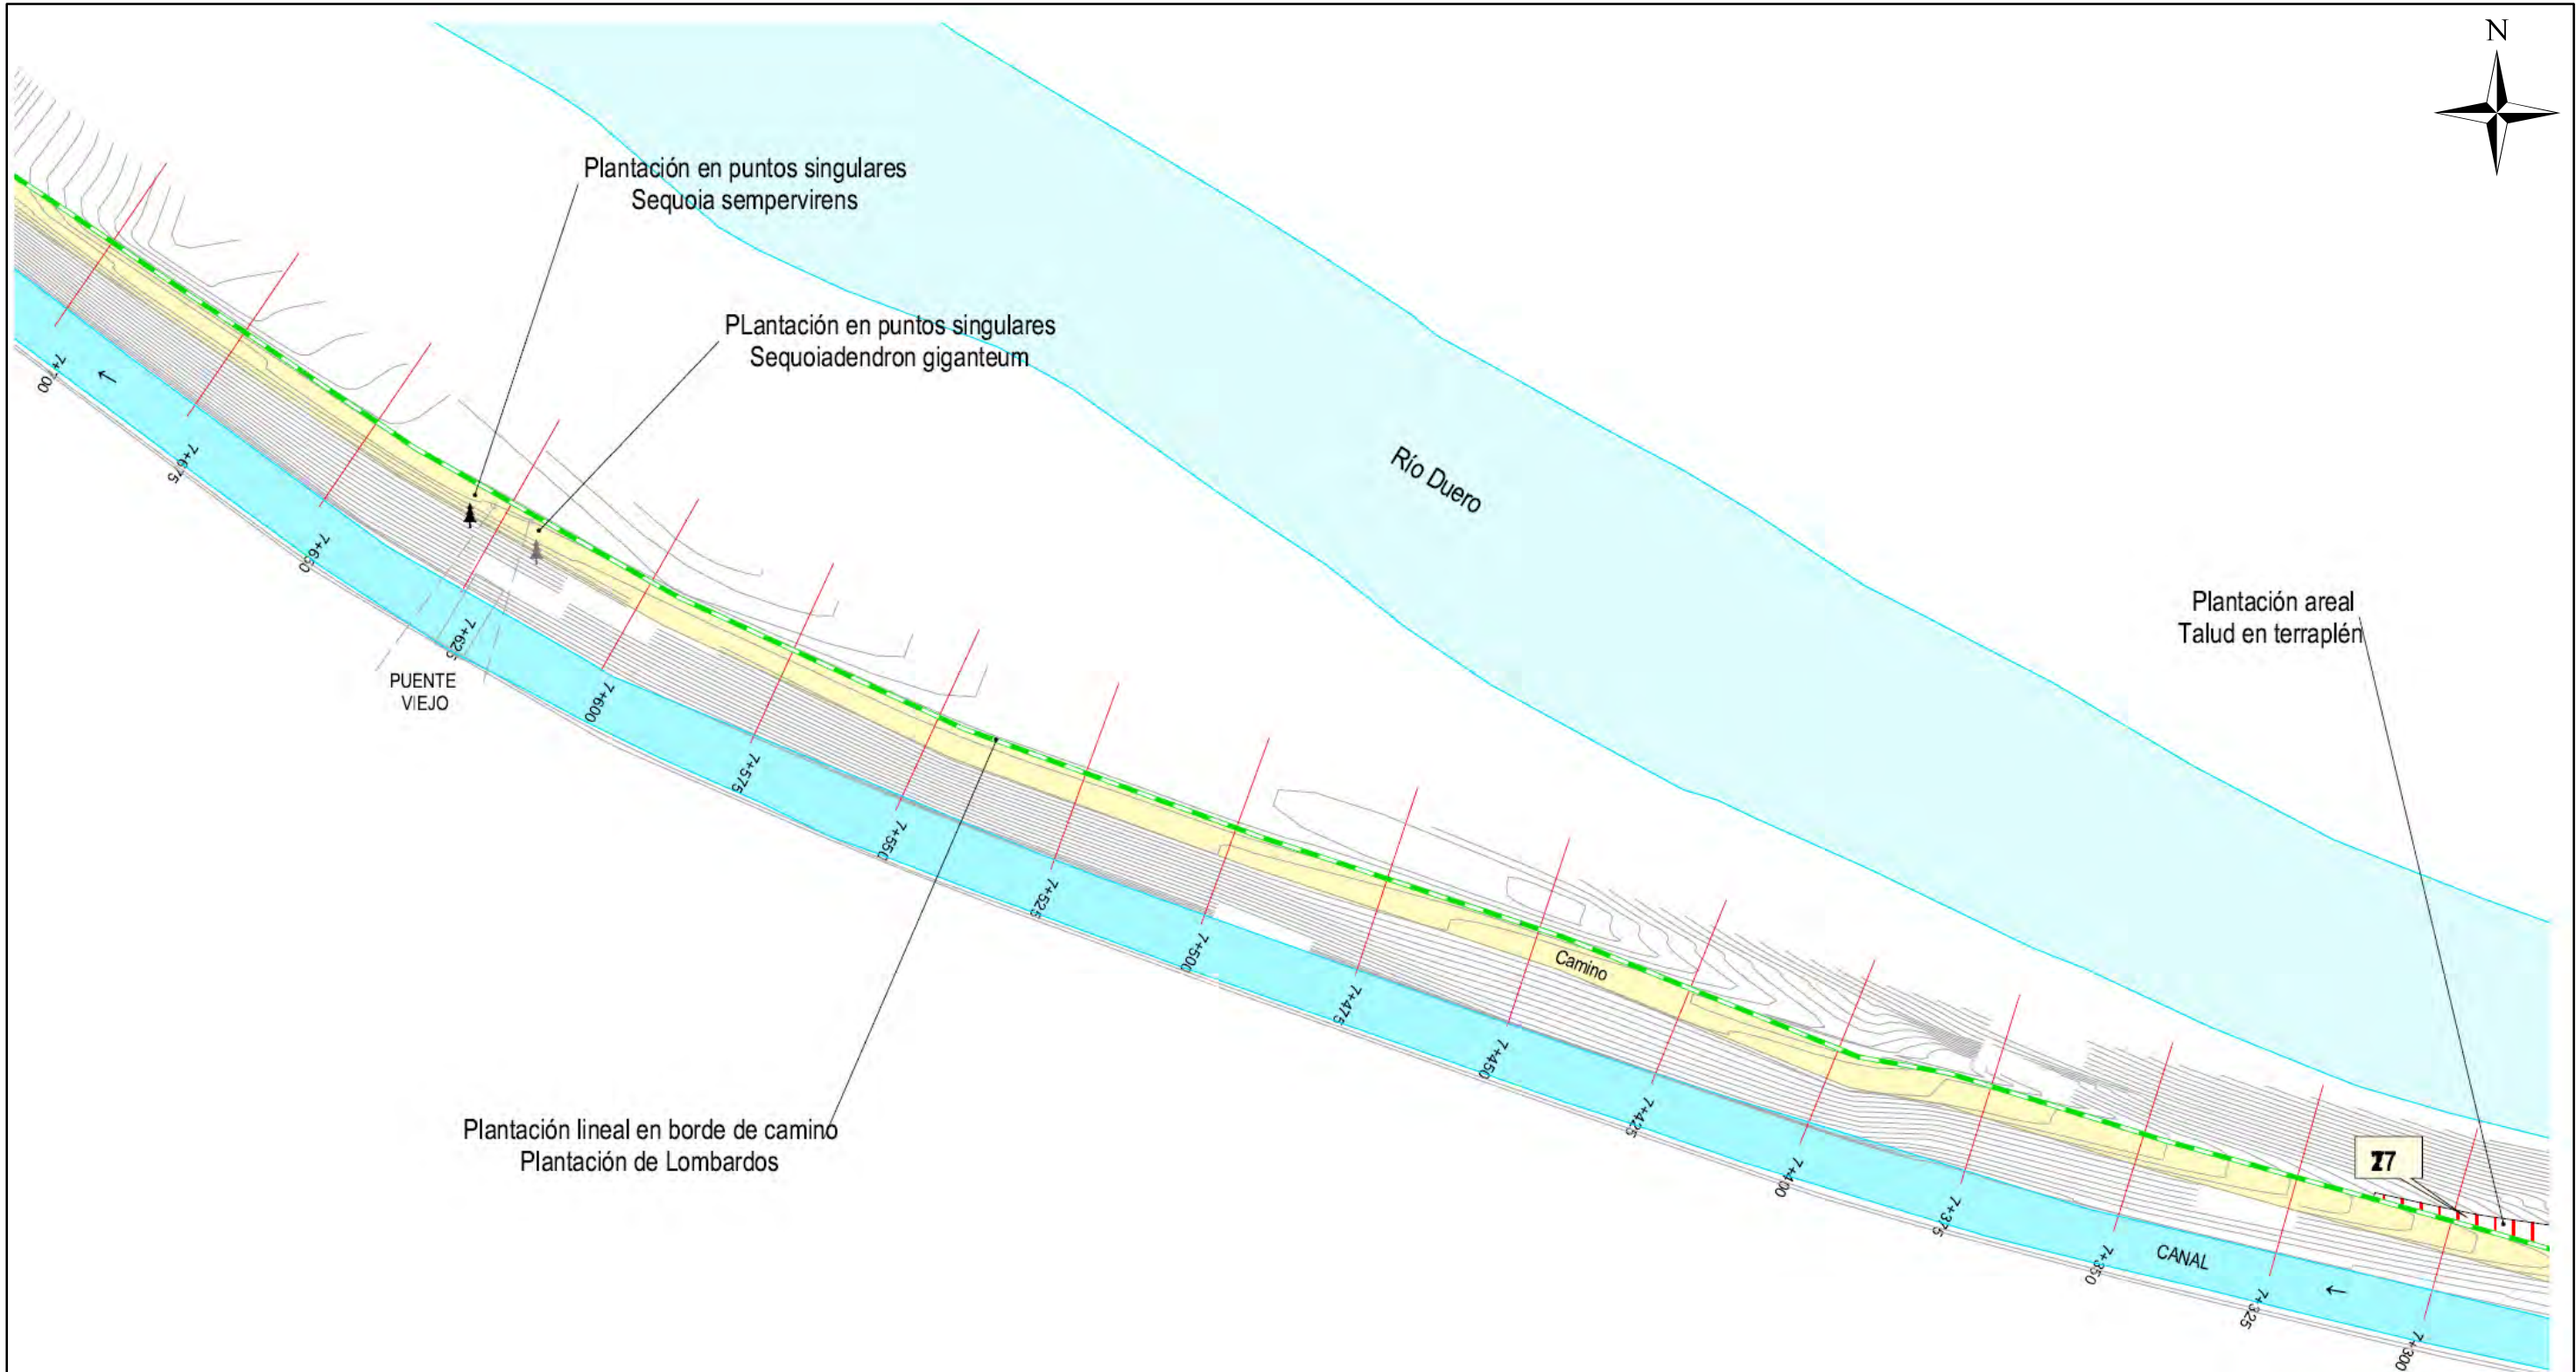 N
Plantación en puntos singulares
Sequoia sempervirens
PLantación en puntos singulares
Sequoiadendron giganteum
Río Duero
Plantación areal
Talud en terraplén
PUENTE
VIEJO
Camino
Plantación lineal en borde de camino
Plantación de Lombardos
CANAL
7+700
7+675
7+650
7+625
7+600
7+575
7+550
7+525
7+500
7+475
7+450
7+425
7+400
7+375
7+350
7+325
7+300